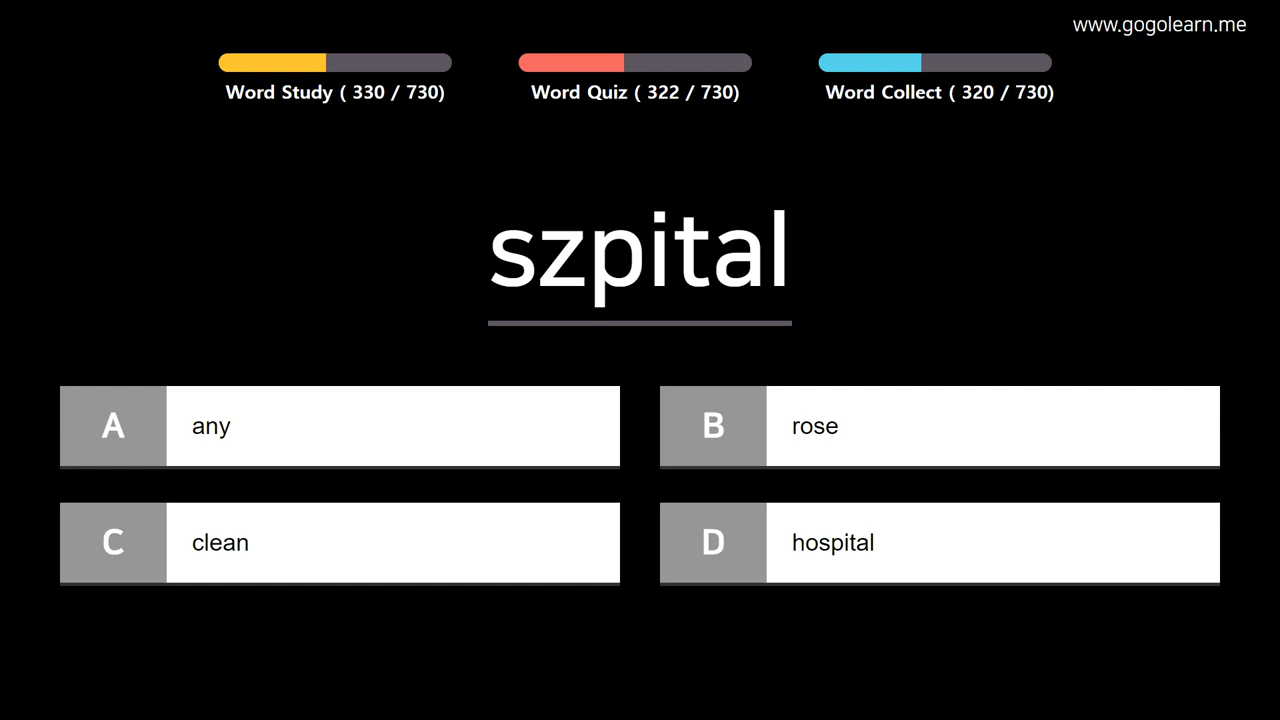 www.gogolearn.me
Word Study ( 330 / 730)
Word Quiz ( 322 / 730)
Word Collect ( 320 / 730)
szpital
A any
B rose
C clean
D hospital